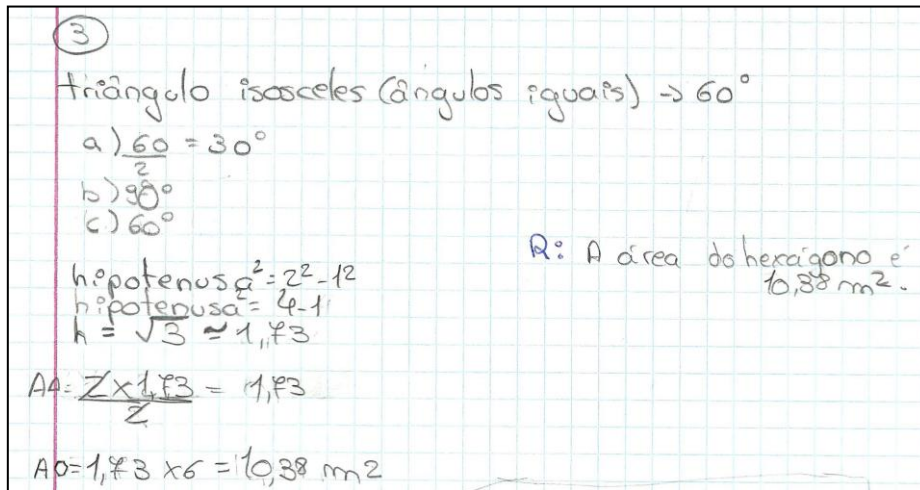 3
triângulo isosceles (ângulos iguais) → 60°
a) 60/2 = 30°
b) 90°
c) 60°
hipotenusa² = 2² - 1²
hipotenusa² = 4 - 1
h = √3 ≃ 1,73
R: A área do hexágono é
10,38 m².
AΔ = 2 x 1,73/2 = 1,73
A⬡ = 1,73 x 6 = 10,38 m2